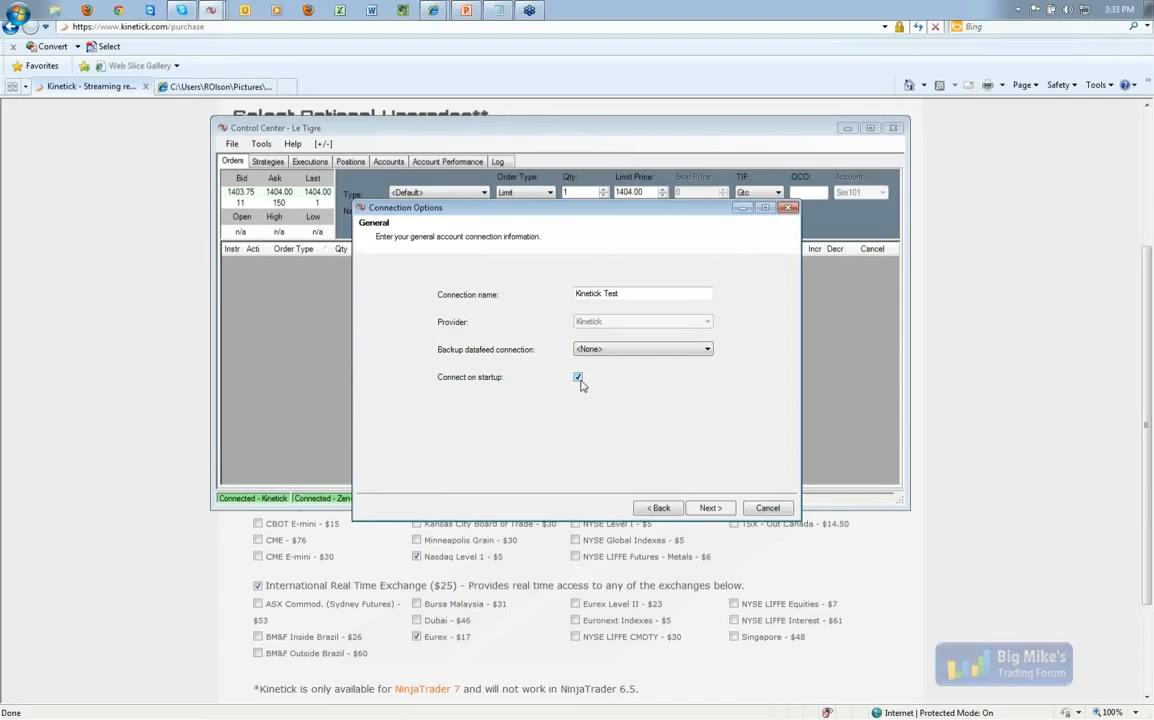 3:33 PM
https://www.kinetick.com/purchase
Bing
Convert Select
Favorites Web Slice Gallery
Kinetick - Streaming re... C:\Users\ROlson\Pictures\... Page Safety Tools
Select Optional Upgrades**
Control Center - Le Tigre
File Tools Help [+/-]
Orders Strategies Executions Positions Accounts Account Performance Log
Bid Ask Last Order Type: Qty: Limit Price: Stop Price: TIF: OCO: Account:
1403.75 1404.00 1404.00 Type: <Default> Limit 1 1404.00 0 Gtc Sim101
11 150 1
Open High Low
n/a n/a n/a
Instr Acti Order Type Qty Incr Decr Cancel
Connection Options
General
Enter your general account connection information.
Connection name: Kinetick Test
Provider: Kinetick
Backup datafeed connection: <None>
Connect on startup:
< Back Next > Cancel
Connected - Kinetick Connected - Zen-
CBOT E-mini - $15 Kansas City Board of Trade - $30 NYSE Level 1 - $5 TSX - Out Canada - $14.50
CME - $76 Minneapolis Grain - $30 NYSE Global Indexes - $5
CME E-mini - $30 Nasdaq Level 1 - $5 NYSE LIFFE Futures - Metals - $6
International Real Time Exchange ($25) - Provides real time access to any of the exchanges below.
ASX Commod. (Sydney Futures) - $53 Bursa Malaysia - $31 Eurex Level II - $23 NYSE LIFFE Equities - $7
Dubai - $46 Euronext Indexes - $5 NYSE LIFFE Interest - $61
BM&F Inside Brazil - $26 Eurex - $17 NYSE LIFFE CMDTY - $30 Singapore - $48
BM&F Outside Brazil - $60
Big Mike's
Trading Forum
*Kinetick is only available for NinjaTrader 7 and will not work in NinjaTrader 6.5.
Done Internet | Protected Mode: On 100%